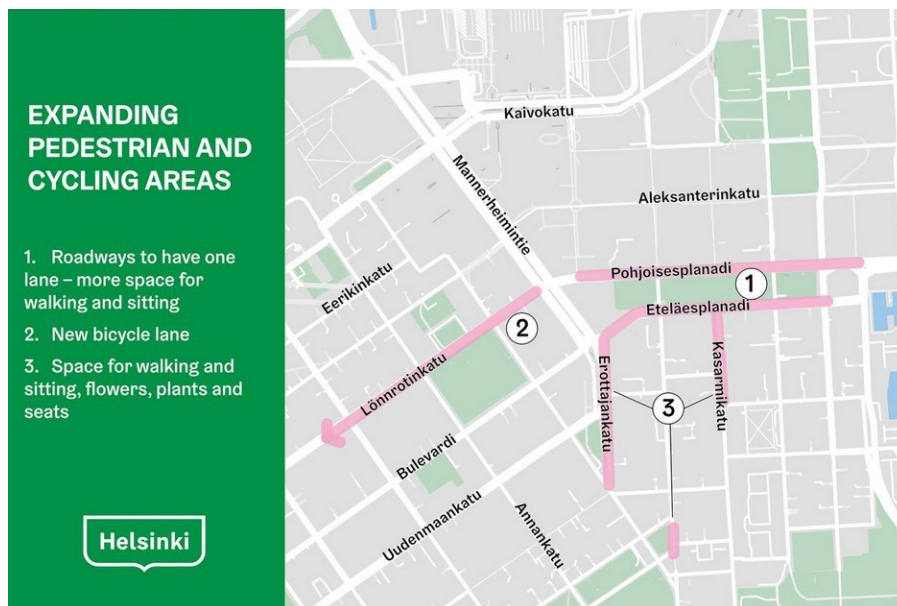 EXPANDING
PEDESTRIAN AND
CYCLING AREAS
1. Roadways to have one
lane – more space for
walking and sitting
2. New bicycle lane
3. Space for walking and
sitting, flowers, plants and
seats
Helsinki
Kaivokatu
Mannerheimintie
Aleksanterinkatu
Pohjoisesplanadi
1
Eteläesplanadi
Eerikinkatu
2
Lönnrotinkatu
Erottajankatu
Kasarmikatu
3
Bulevardi
Uudenmaankatu
Annankatu